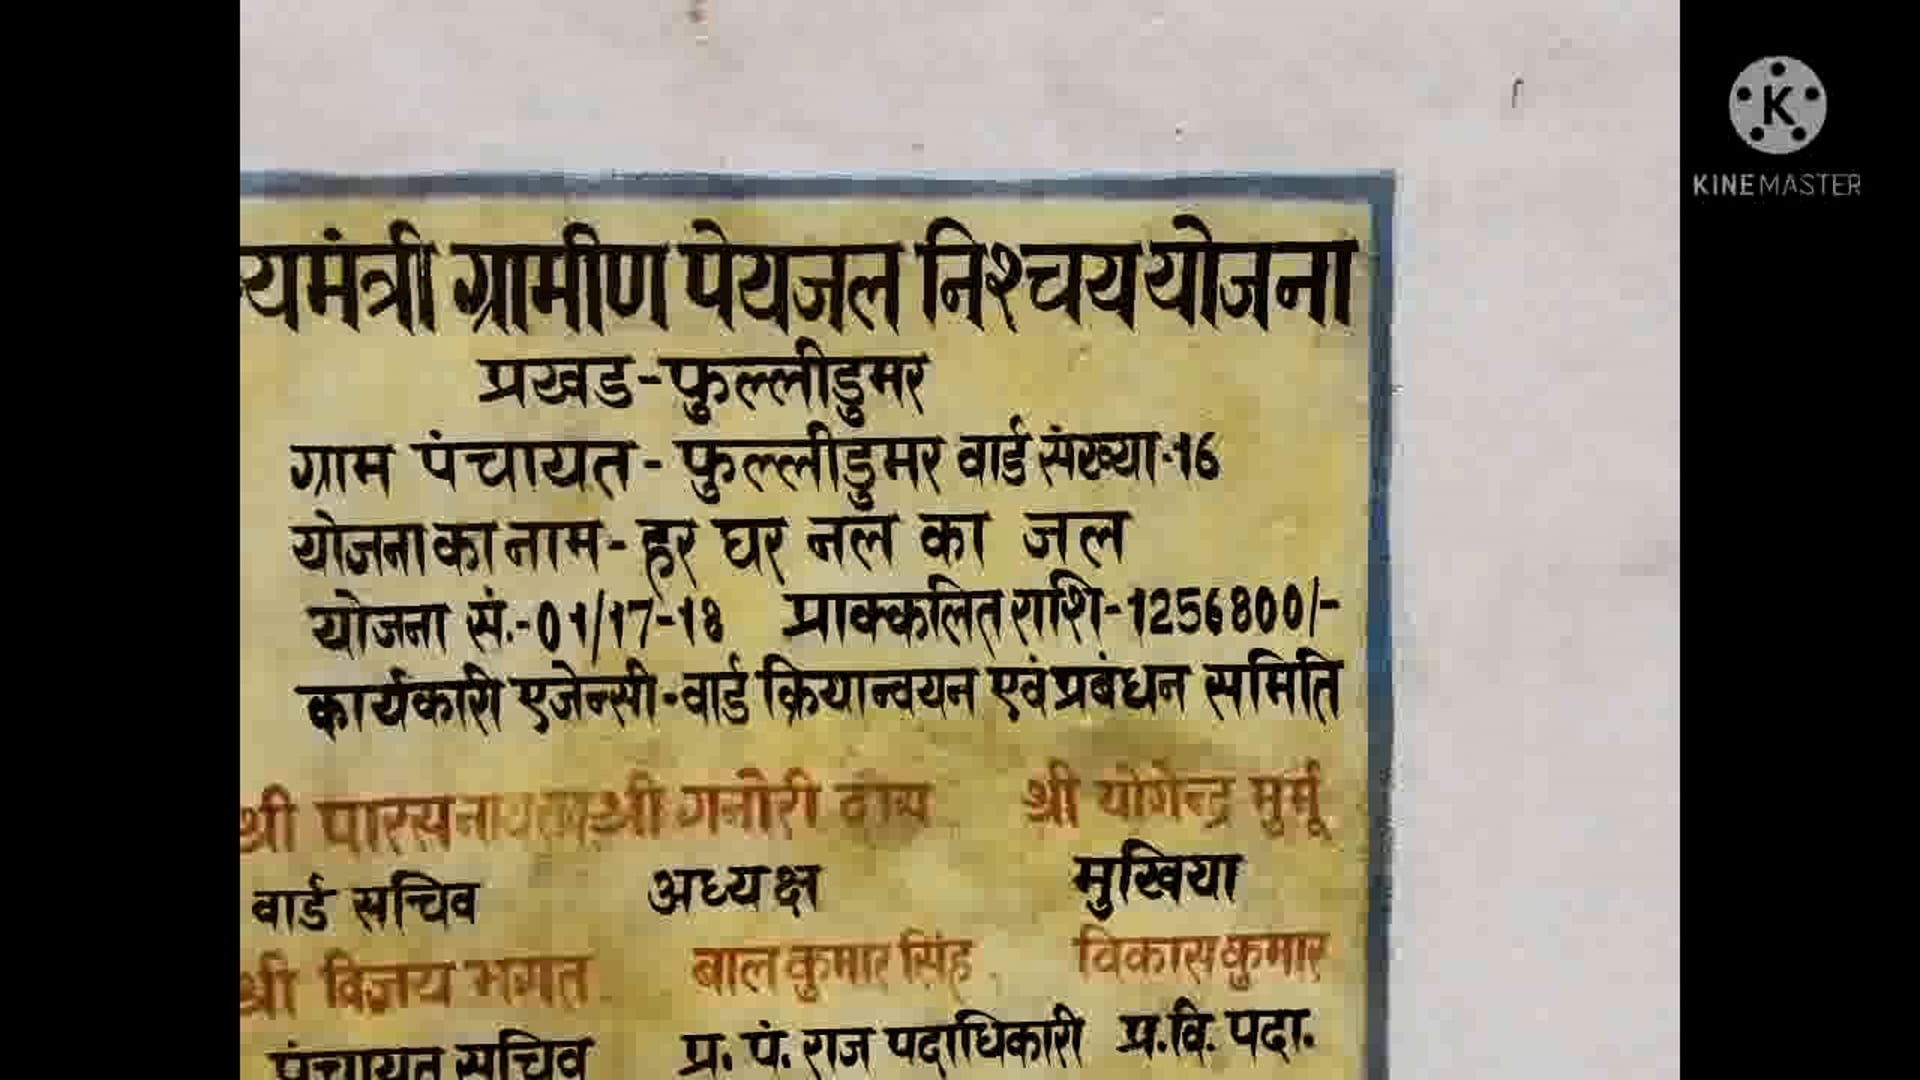 यमंत्री ग्रामीण पेयजल निश्चय योजना
प्रखड-फुल्लीडुमर
ग्राम पंचायत-फुल्लीडुमर वार्ड संख्या-16
योजना का नाम-हर घर नल का जल
योजना सं.-01/17-18 प्राक्कलित राशि-1256800/-
कार्यकारी एजेन्सी-वार्ड क्रियान्वयन एवं प्रबंधन समिति
श्री श्री गनोरी दास श्री योगेन्द्र मुर्मू
वार्ड सचिव अध्यक्ष मुखिया
श्री विजय भगत बाल कुमार सिंह विकास कुमार
पंचायत सचिव प्र. पं. राज पदाधिकारी प्र.वि. पदा.
K
KINEMASTER